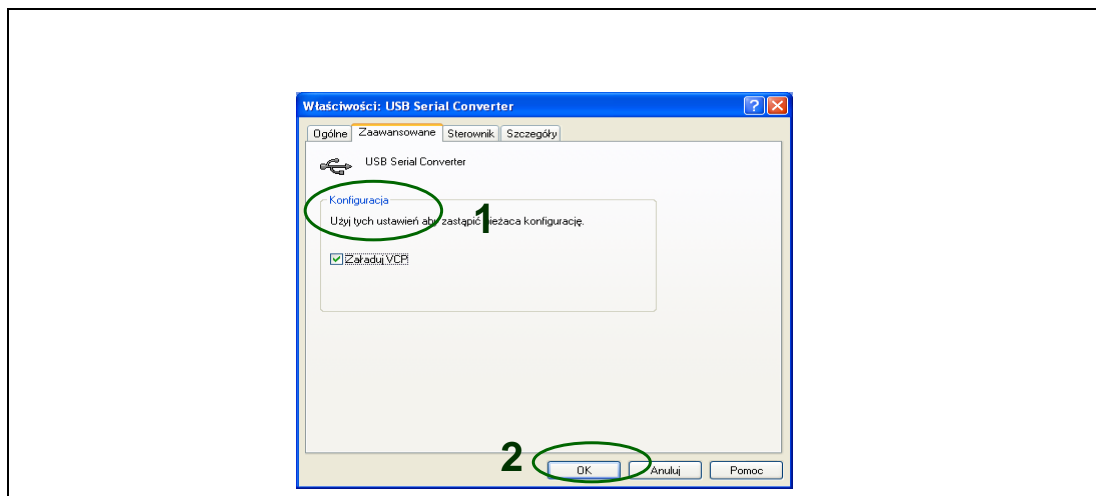 Właściwości: USB Serial Converter
Ogólne Zaawansowane Sterownik Szczegóły
USB Serial Converter
Konfiguracja
1
Użyj tych ustawień aby zastąpić bieżaca konfigurację.
Załaduj VCP
2
OK Anuluj Pomoc